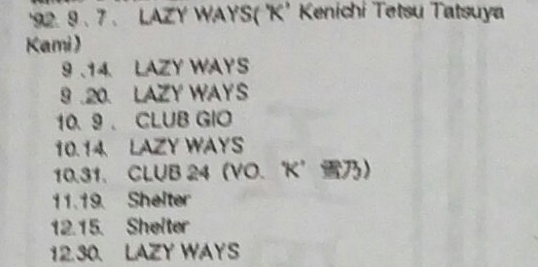 '92. 9. 7. LAZY WAYS('K' Kenichi Tetsu Tatsuya
Kami)
9.14. LAZY WAYS
9.20. LAZY WAYS
10. 9. CLUB GIO
10.14. LAZY WAYS
10.31. CLUB 24 (VO. 'K' 雪乃)
11.19. Shelter
12.15. Shelter
12.30. LAZY WAYS